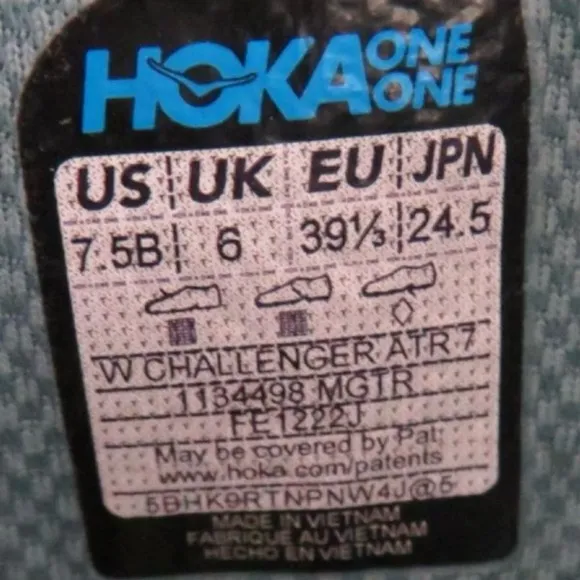 HOKA ONE ONE
US UK EU JPN
7.5B 6 39⅓ 24.5
W CHALLENGER ATR 7
1134498 MGTR
FE1222J
May be covered by Pat:
www.hoka.com/patents
5BHK9RTNPNW4J@5
MADE IN VIETNAM
FABRIQUE AU VIETNAM
HECHO EN VIETNAM